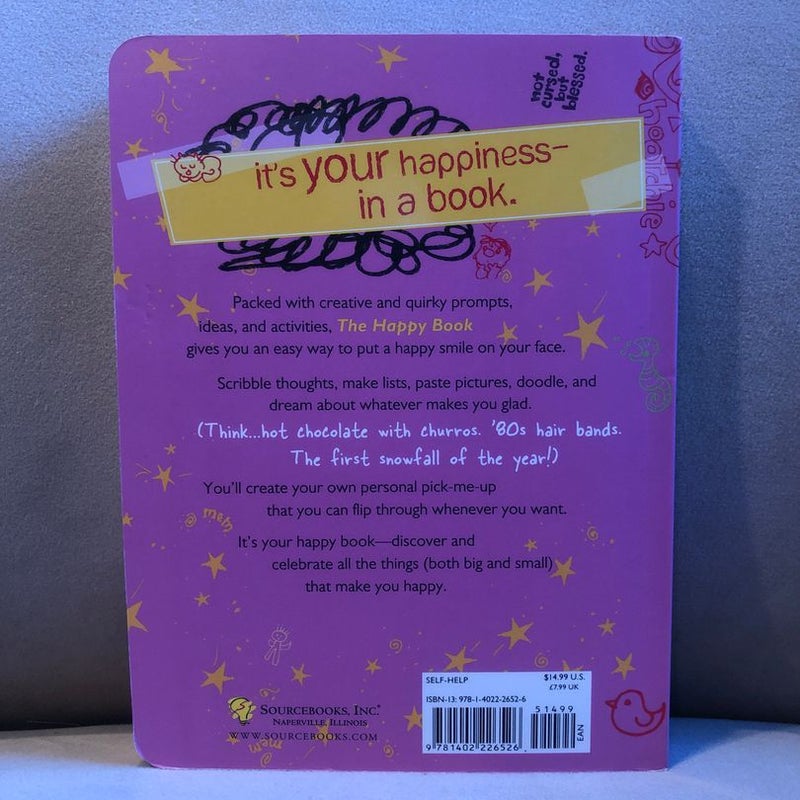 not
cursed,
but
blessed.
it's your happiness—
in a book.
Packed with creative and quirky prompts,
ideas, and activities, The Happy Book
gives you an easy way to put a happy smile on your face.
Scribble thoughts, make lists, paste pictures, doodle, and
dream about whatever makes you glad.
(Think...hot chocolate with churros. '80s hair bands.
The first snowfall of the year!)
You'll create your own personal pick-me-up
that you can flip through whenever you want.
mem
It's your happy book—discover and
celebrate all the things (both big and small)
that make you happy.
SELF-HELP
$14.99 U.S.
£7.99 UK
ISBN-13: 978-1-4022-2652-6
51499
EAN
9 781402 226526
SOURCEBOOKS, INC.
NAPERVILLE, ILLINOIS
WWW.SOURCEBOOKS.COM
mem